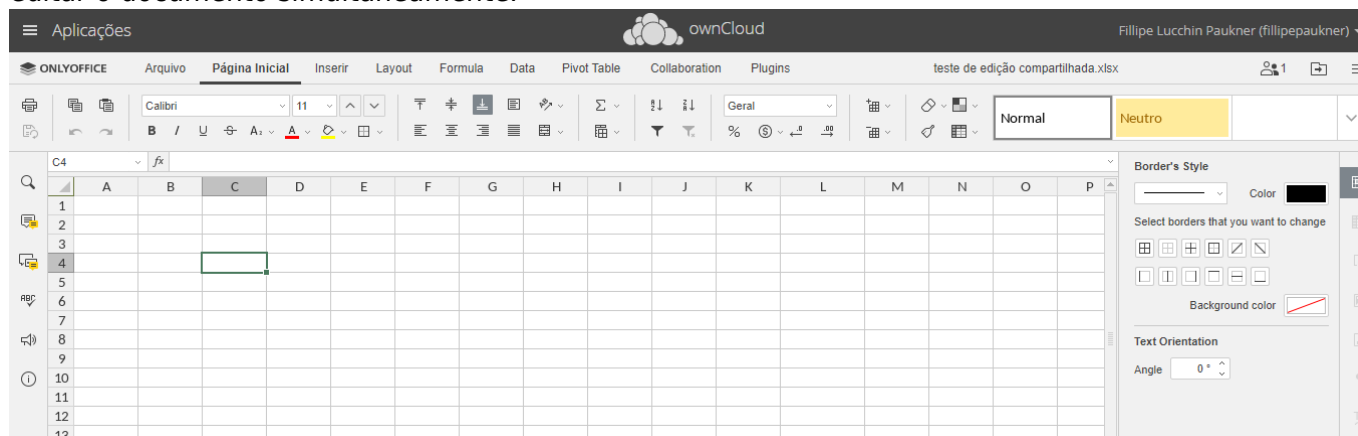 editar o documento simultaneamente.
Aplicações ownCloud Fillipe Lucchin Paukner (fillipepaukner)
ONLYOFFICE Arquivo Página Inicial Inserir Layout Formula Data Pivot Table Collaboration Plugins teste de edição compartilhada.xlsx 1
Calibri 11 Geral
Normal Neutro
B I U A₂ A %
C4 fx
A B C D E F G H I J K L M N O P
1
2
3
4
5
6
7
8
9
10
11
12
13
ABC
Border's Style
Color
Select borders that you want to change
Background color
Text Orientation
Angle 0 °